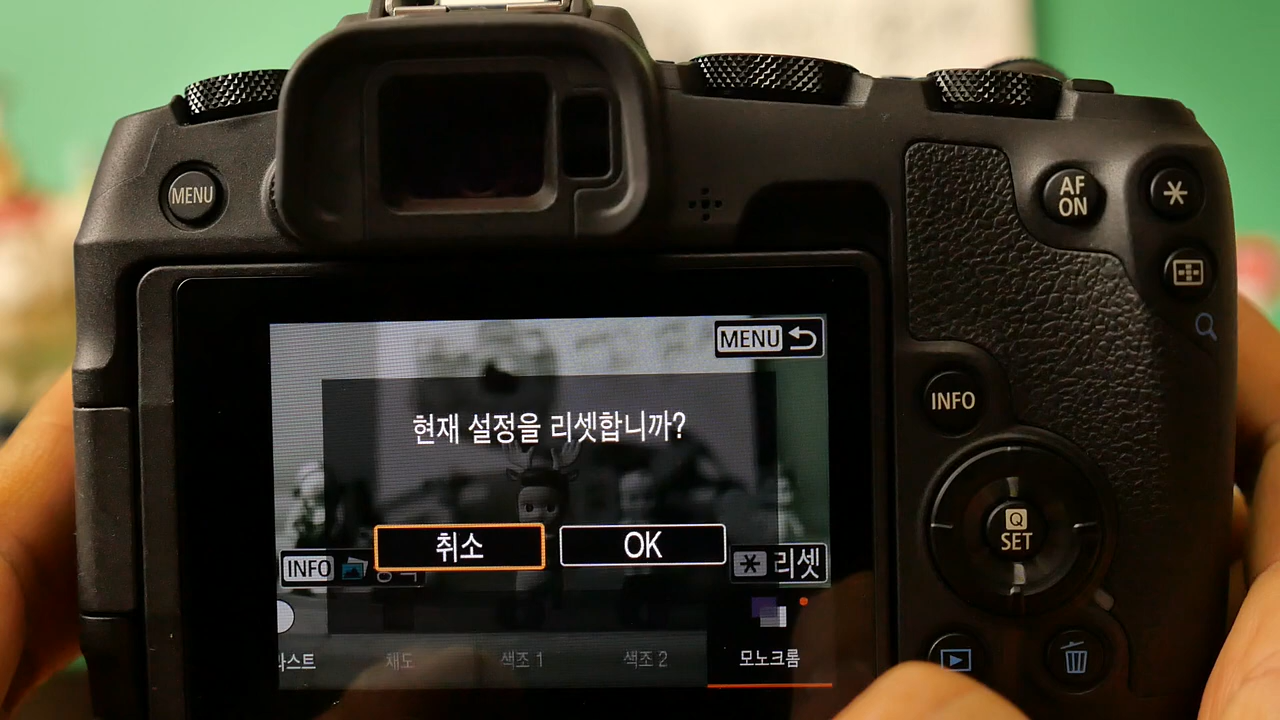 MENU
AF
ON
MENU
현재 설정을 리셋합니까?
INFO
취소
OK
Q
SET
INFO
리셋
채도
색조 1
색조 2
모노크롬